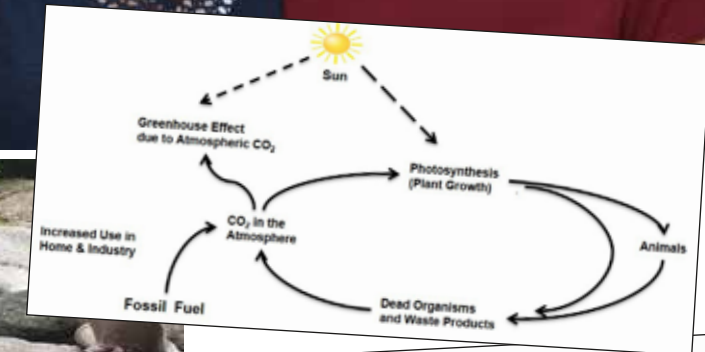 Sun
Greenhouse Effect
due to Atmospheric CO₂
Photosynthesis
(Plant Growth)
CO₂ in the
Atmosphere
Increased Use in
Home & Industry
Animals
Fossil Fuel
Dead Organisms
and Waste Products